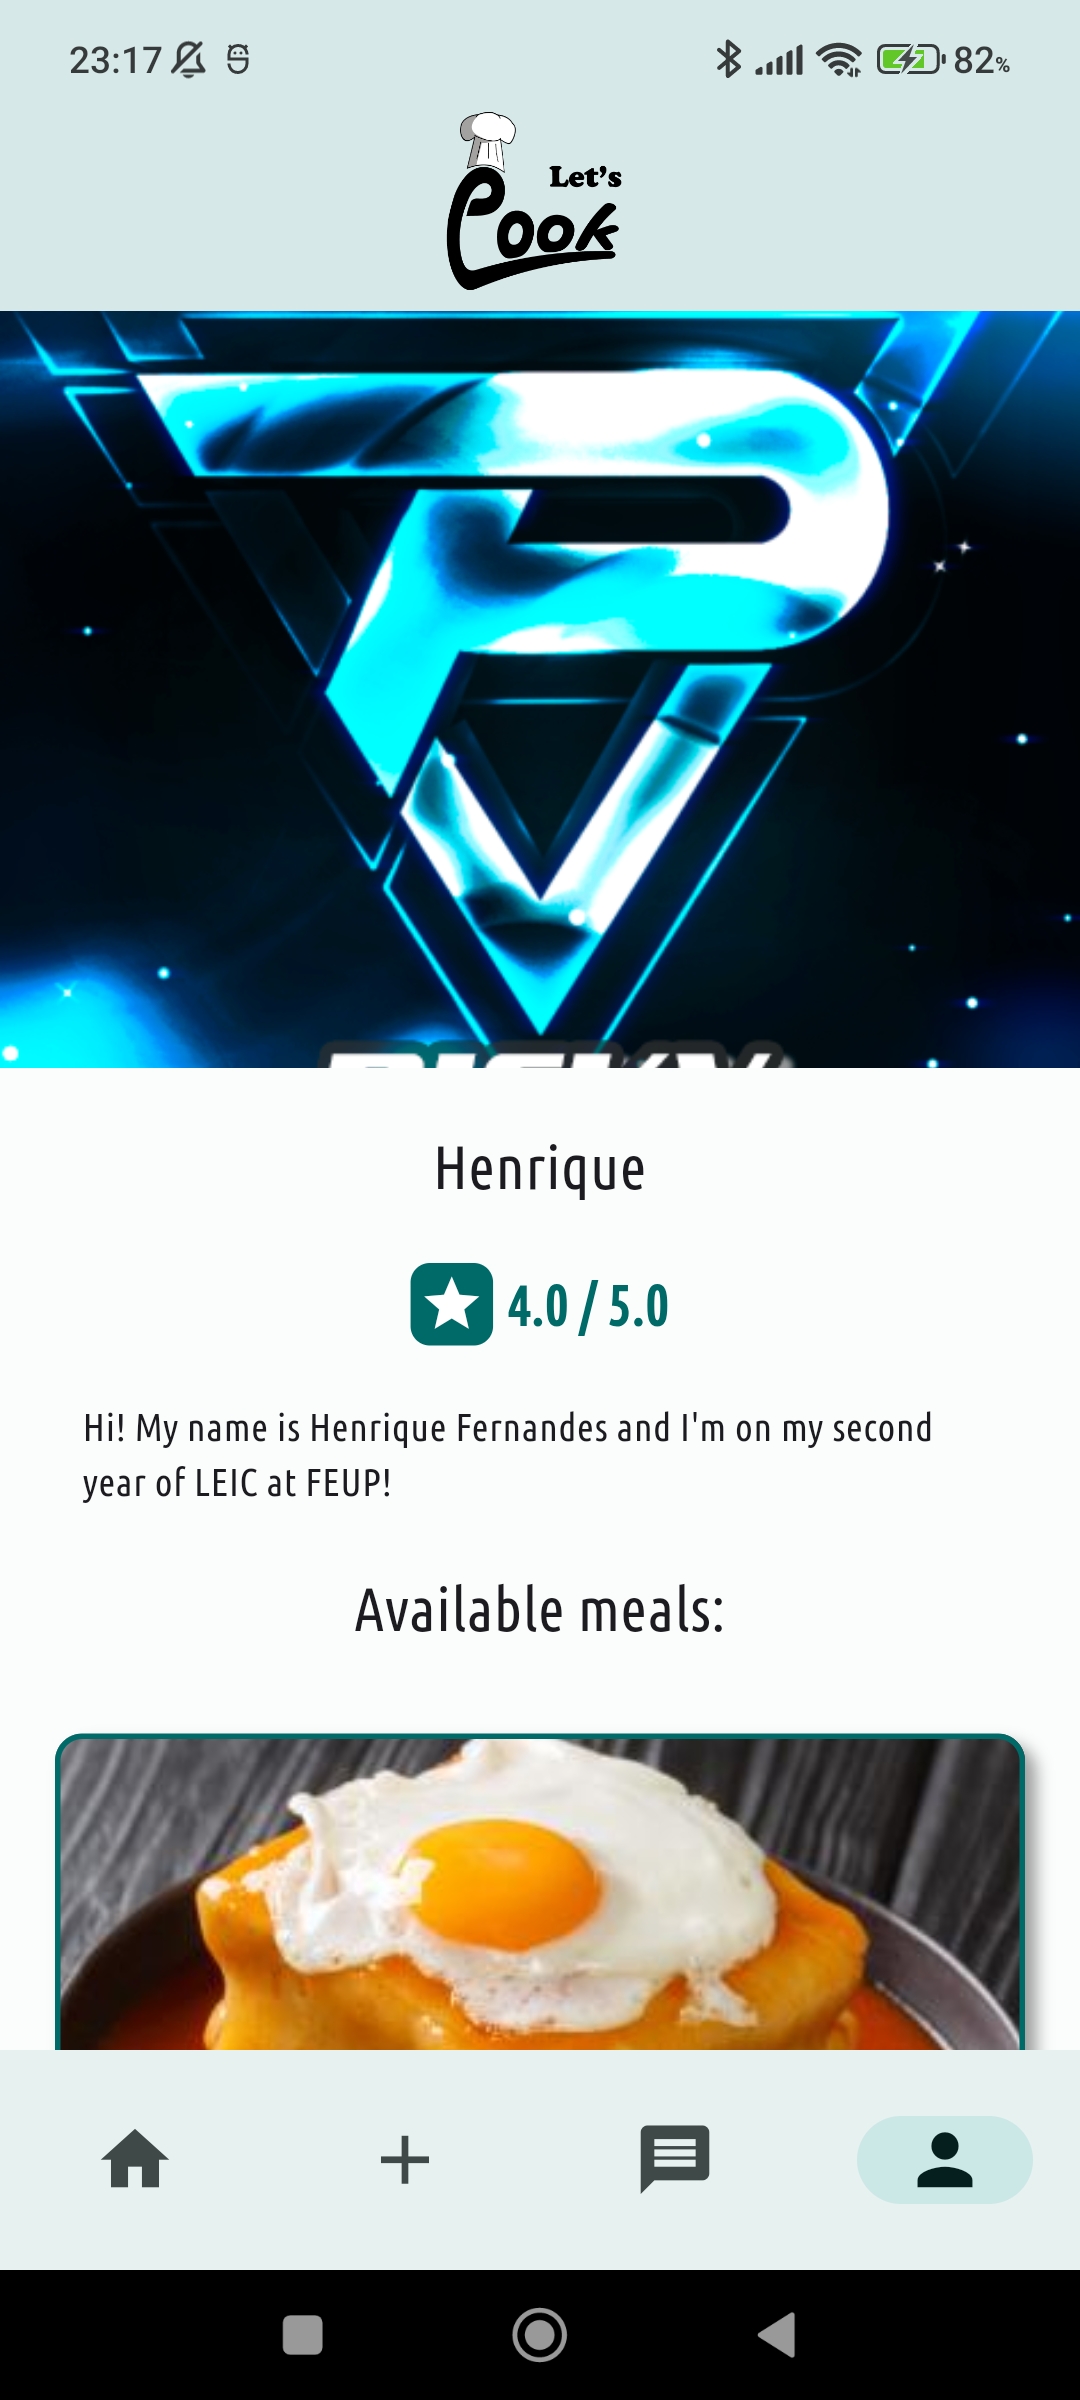 23:17
82%
Let's
Cook
Henrique
4.0 / 5.0
Hi! My name is Henrique Fernandes and I'm on my second
year of LEIC at FEUP!
Available meals: